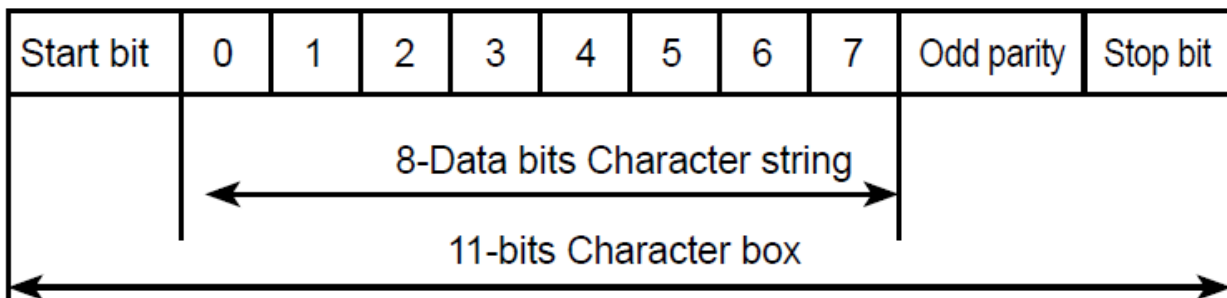 Start bit 0 1 2 3 4 5 6 7 Odd parity Stop bit
8-Data bits Character string
11-bits Character box